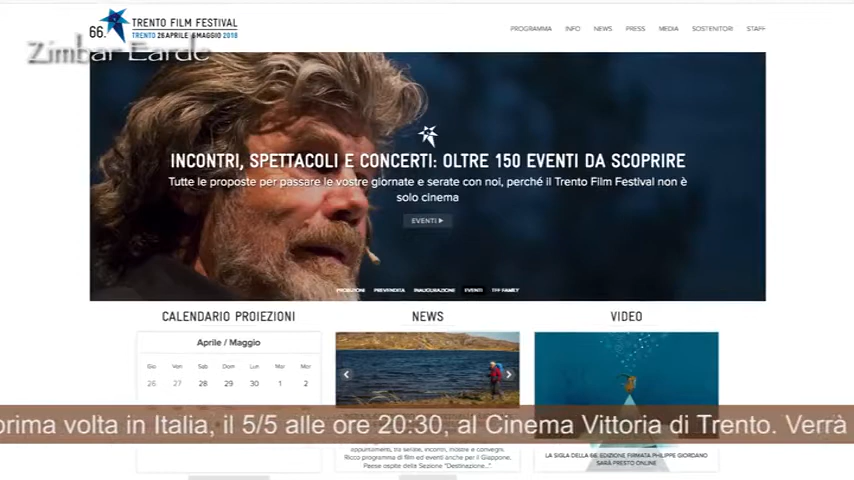 66.
TRENTO FILM FESTIVAL
TRENTO 26 APRILE 6 MAGGIO 2018
PROGRAMMA INFO NEWS PRESS MEDIA SOSTENITORI STAFF
Zimbar Earde
INCONTRI, SPETTACOLI E CONCERTI: OLTRE 150 EVENTI DA SCOPRIRE
Tutte le proposte per passare le vostre giornate e serate con noi, perché il Trento Film Festival non è
solo cinema
EVENTI
PROIEZIONI PREVENDITA INAUGURAZIONE EVENTI TFF FAMILY
CALENDARIO PROIEZIONI
NEWS
VIDEO
Aprile / Maggio
Gio Ven Sab Dom Lun Mar Mer
26 27 28 29 30 1 2
prima volta in Italia, il 5/5 alle ore 20:30, al Cinema Vittoria di Trento. Verrà
appuntamenti, tra serate, incontri, mostre e convegni.
Ricco programma di film ed eventi anche per il Giappone,
Paese ospite della Sezione "Destinazione...".
LA SIGLA DELLA 66. EDIZIONE, FIRMATA PHILIPPE GIORDANO
SARÀ PRESTO ONLINE